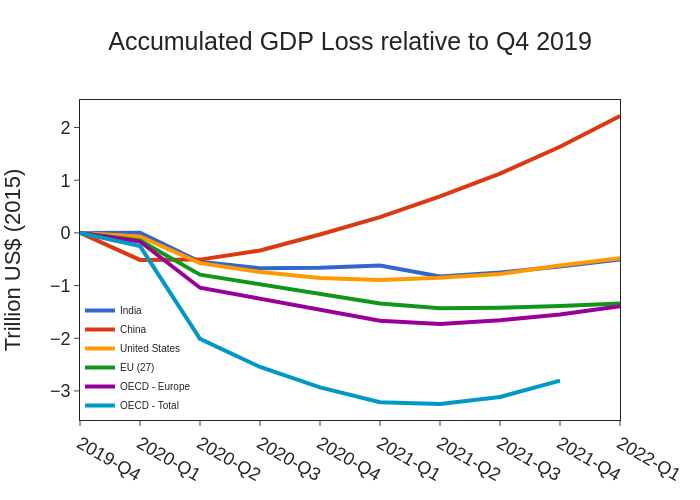 Accumulated GDP Loss relative to Q4 2019
Trillion US$ (2015)
2
1
0
−1
−2
−3
India
China
United States
EU (27)
OECD - Europe
OECD - Total
2019-Q4
2020-Q1
2020-Q2
2020-Q3
2020-Q4
2021-Q1
2021-Q2
2021-Q3
2021-Q4
2022-Q1